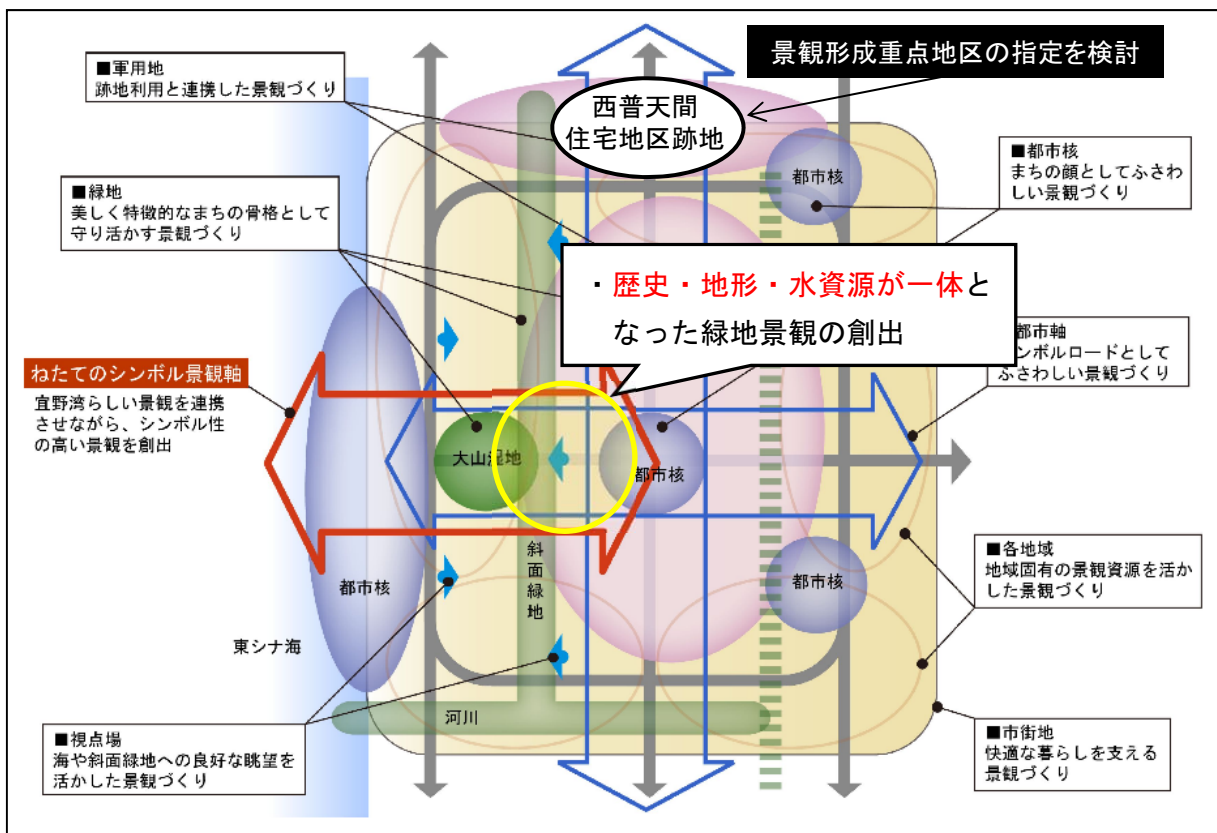 景観形成重点地区の指定を検討
■軍用地
跡地利用と連携した景観づくり
西普天間
住宅地区跡地
■都市核
まちの顔としてふさわ
しい景観づくり
都市核
■緑地
美しく特徴的なまちの骨格として
守り活かす景観づくり
・歴史・地形・水資源が一体と
なった緑地景観の創出
都市軸
ンボルロードとして
ふさわしい景観づくり
ねたてのシンボル景観軸
宜野湾らしい景観を連携
させながら、シンボル性
の高い景観を創出
大山湿地
都市核
斜面緑地
■各地域
地域固有の景観資源を活か
した景観づくり
都市核
都市核
東シナ海
河川
■視点場
海や斜面緑地への良好な眺望を
活かした景観づくり
■市街地
快適な暮らしを支える
景観づくり